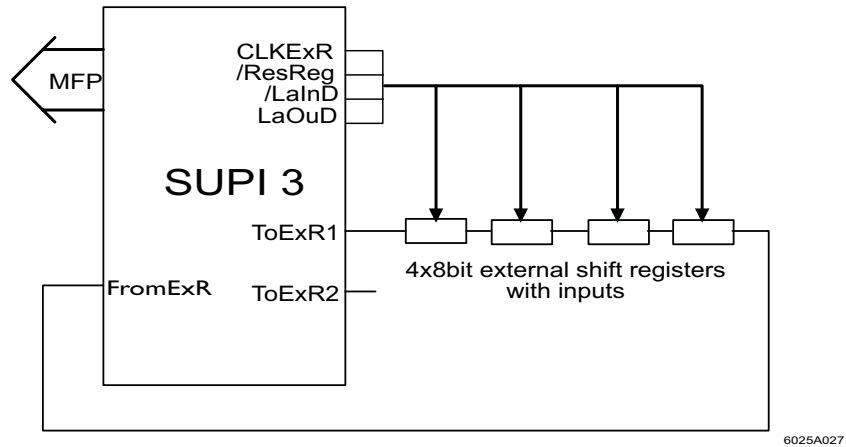 CLKExR
/ResReg
MFP
/LaInD
LaOuD
SUPI 3
ToExR1
4x8bit external shift registers
with inputs
FromExR
ToExR2
6025A027